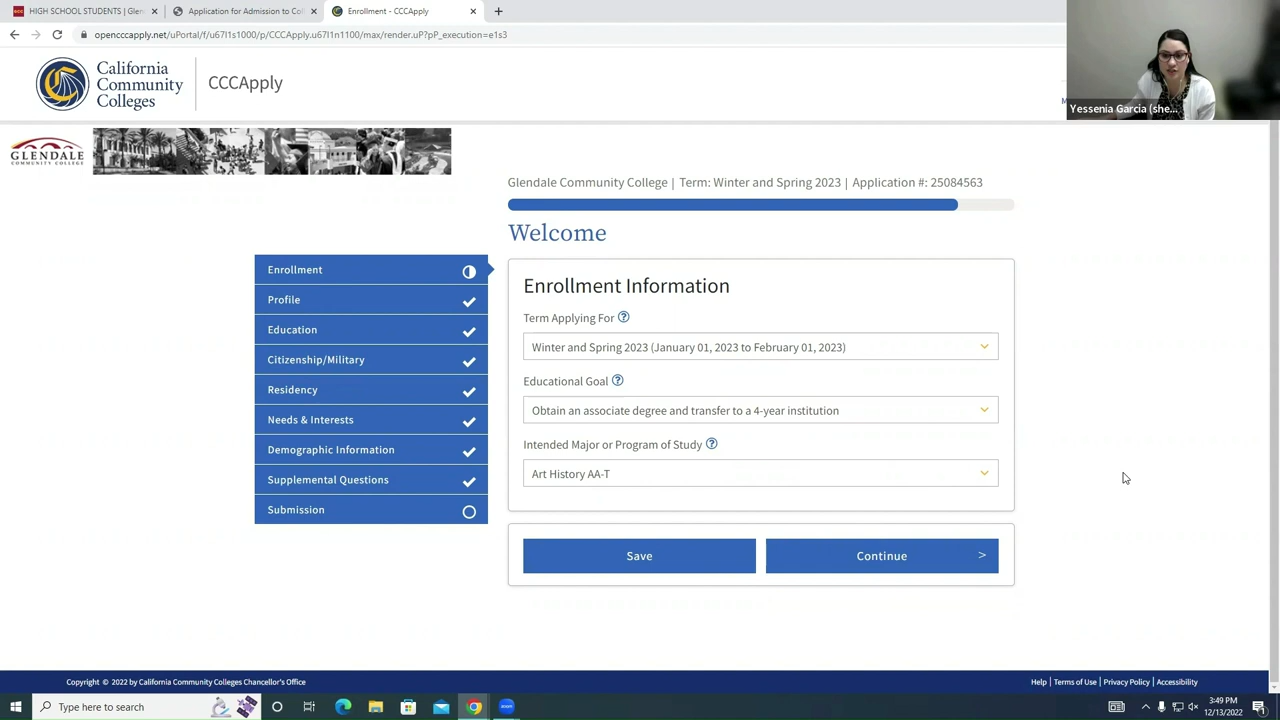 HIGH SCHOOL STUDENTS | Glen
Application for Admission to Coll
Enrollment - CCCApply
opencccapply.net/uPortal/f/u67l1s1000/p/CCCApply.u67l1n1100/max/render.uP?pP_execution=e1s3
California
Community
Colleges
CCCApply
Yessenia Garcia (she...
GLENDALE
COMMUNITY COLLEGE
Glendale Community College | Term: Winter and Spring 2023 | Application #: 25084563
Welcome
Enrollment
Profile
Education
Citizenship/Military
Residency
Needs & Interests
Demographic Information
Supplemental Questions
Submission
Enrollment Information
Term Applying For ?
Winter and Spring 2023 (January 01, 2023 to February 01, 2023)
Educational Goal ?
Obtain an associate degree and transfer to a 4-year institution
Intended Major or Program of Study ?
Art History AA-T
Save
Continue >
Copyright © 2022 by California Community Colleges Chancellor's Office
Help | Terms of Use | Privacy Policy | Accessibility
Type here to search
zoom
3:49 PM
12/13/2022
1